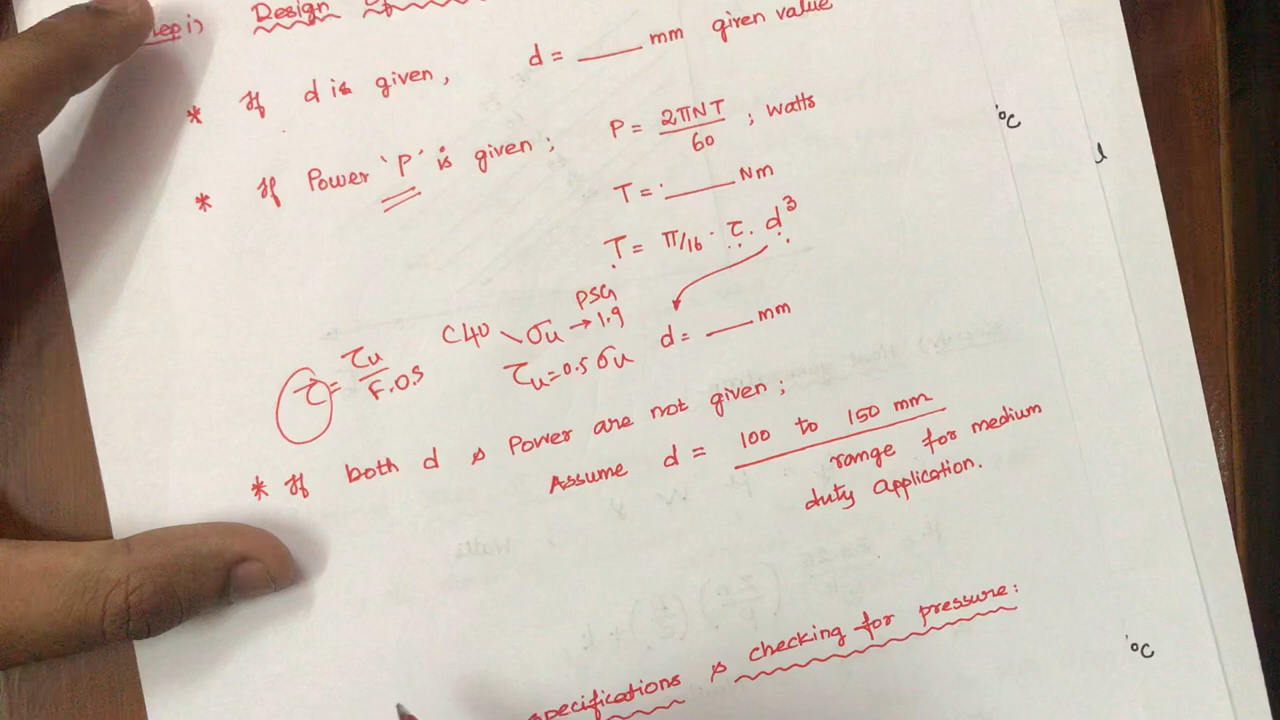 Step i) Design
* If d is given, d = ____ mm given value
* If Power 'P' is given; P = 2πNT/60 ; watts
T = ____ Nm
T = π/16 · τ · d³
PSG
C40 σu → 1.9
d = ____ mm
τ = τu/F.O.S
τu = 0.5 σu
* If both d & Power are not given;
Assume d = 100 to 150 mm
range for medium
duty application.
specifications & checking for pressure:
°C
l
°C